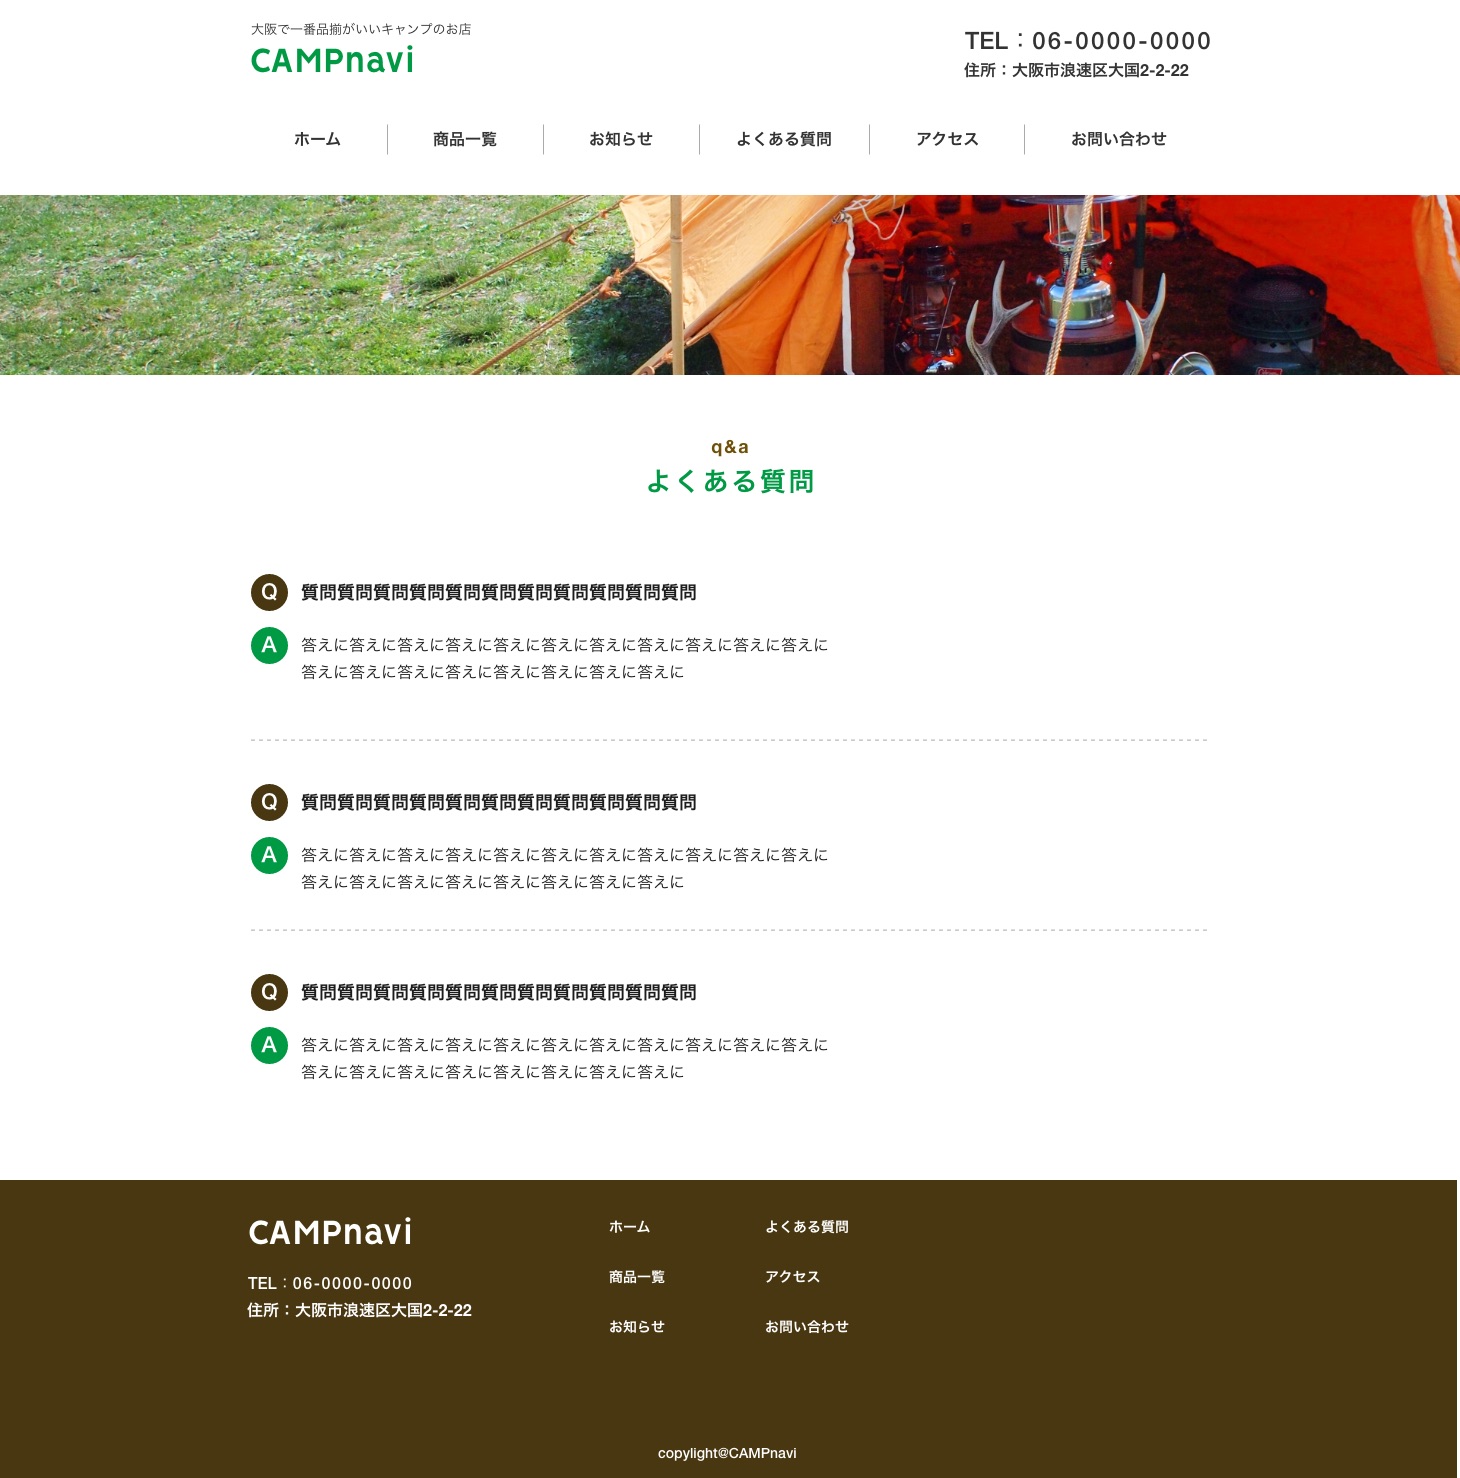 大阪で一番品揃がいいキャンプのお店
CAMPnavi
TEL：06-0000-0000
住所：大阪市浪速区大国2-2-22
ホーム
商品一覧
お知らせ
よくある質問
アクセス
お問い合わせ
q&a
よくある質問
Q 質問質問質問質問質問質問質問質問質問質問質問
A 答えに答えに答えに答えに答えに答えに答えに答えに答えに答えに答えに
答えに答えに答えに答えに答えに答えに答えに答えに
Q 質問質問質問質問質問質問質問質問質問質問質問
A 答えに答えに答えに答えに答えに答えに答えに答えに答えに答えに答えに
答えに答えに答えに答えに答えに答えに答えに答えに
Q 質問質問質問質問質問質問質問質問質問質問質問
A 答えに答えに答えに答えに答えに答えに答えに答えに答えに答えに答えに
答えに答えに答えに答えに答えに答えに答えに答えに
CAMPnavi
TEL：06-0000-0000
住所：大阪市浪速区大国2-2-22
ホーム
商品一覧
お知らせ
よくある質問
アクセス
お問い合わせ
copylight@CAMPnavi